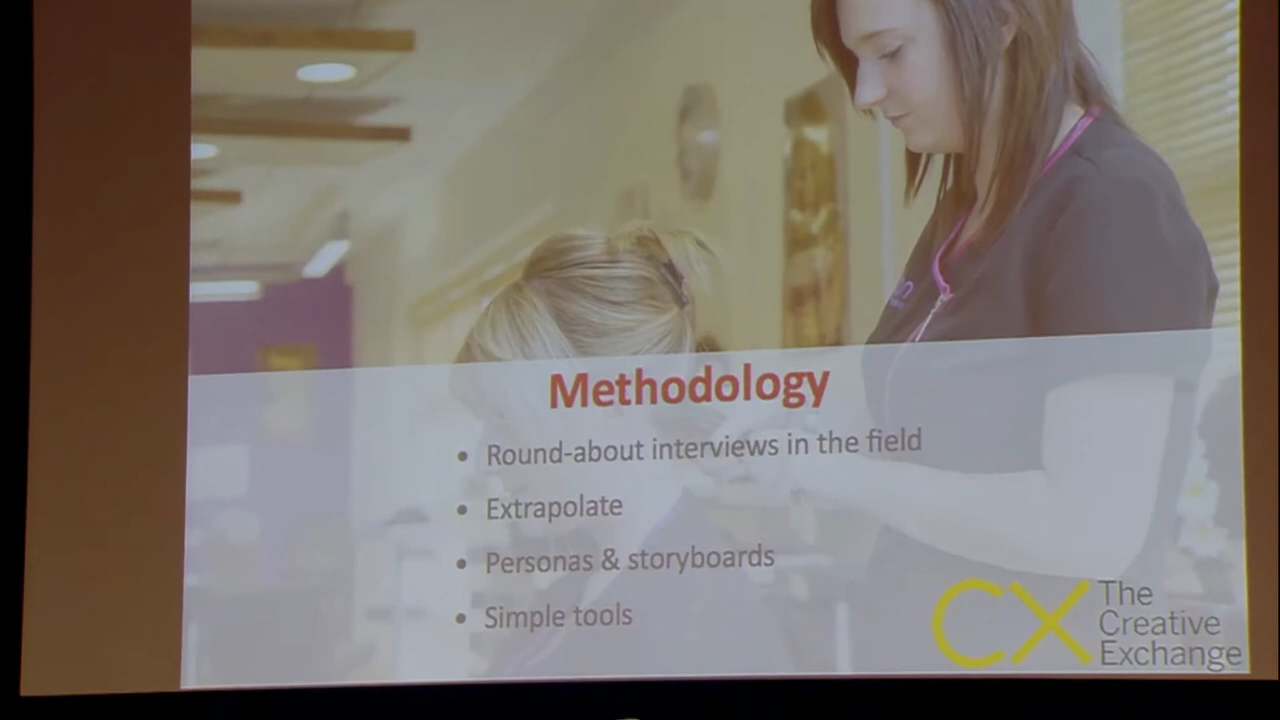 Methodology
• Round-about interviews in the field
• Extrapolate
• Personas & storyboards
• Simple tools
CX
The
Creative
Exchange